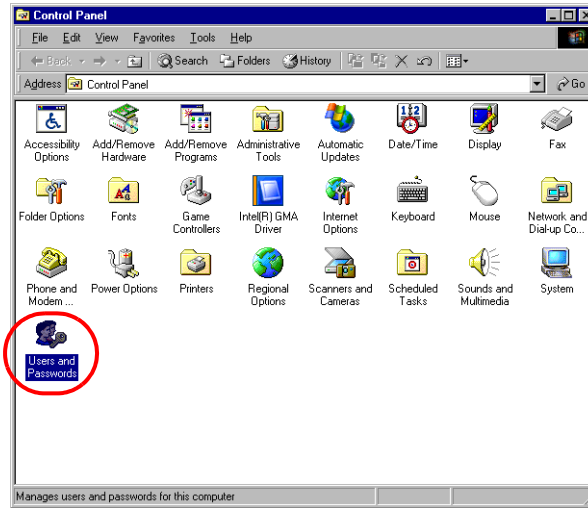 Control Panel
File Edit View Favorites Tools Help
Back Search Folders History
Address Control Panel Go
Accessibility Options
Add/Remove Hardware
Add/Remove Programs
Administrative Tools
Automatic Updates
Date/Time
Display
Fax
Folder Options
Fonts
Game Controllers
Intel(R) GMA Driver
Internet Options
Keyboard
Mouse
Network and Dial-up Co...
Phone and Modem ...
Power Options
Printers
Regional Options
Scanners and Cameras
Scheduled Tasks
Sounds and Multimedia
System
Users and Passwords
Manages users and passwords for this computer